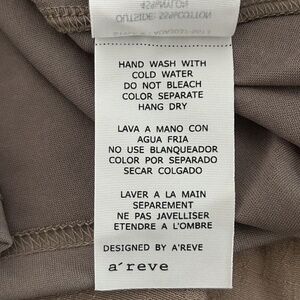 HAND WASH WITH
COLD WATER
DO NOT BLEACH
COLOR SEPARATE
HANG DRY
LAVA A MANO CON
AGUA FRIA
NO USE BLANQUEADOR
COLOR POR SEPARADO
SECAR COLGADO
LAVER A LA MAIN
SEPAREMENT
NE PAS JAVELLISER
ETENDRE A L'OMBRE
DESIGNED BY A'REVE
a´reve